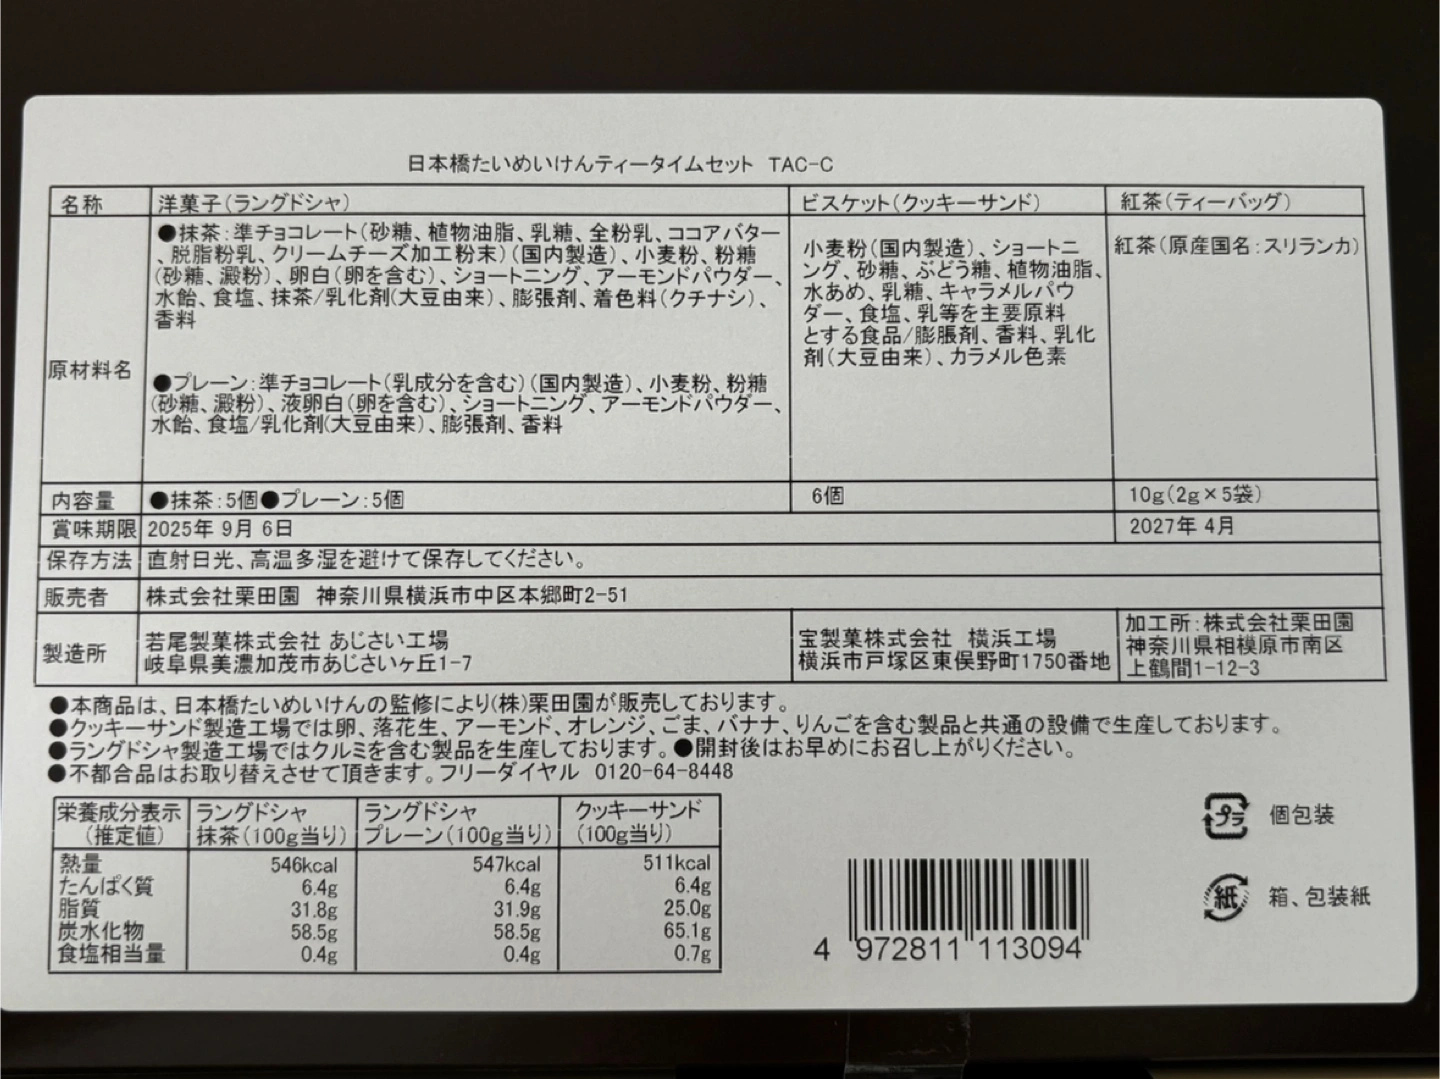 日本橋たいめいけんティータイムセット TAC-C
名称
洋菓子(ラングドシャ)
ビスケット(クッキーサンド)
紅茶(ティーバッグ)
原材料名
●抹茶:準チョコレート(砂糖、植物油脂、乳糖、全粉乳、ココアバター
、脱脂粉乳、クリームチーズ加工粉末)(国内製造)、小麦粉、粉糖
(砂糖、澱粉)、卵白(卵を含む)、ショートニング、アーモンドパウダー、
水飴、食塩、抹茶/乳化剤(大豆由来)、膨張剤、着色料(クチナシ)、
香料
●プレーン:準チョコレート(乳成分を含む)(国内製造)、小麦粉、粉糖
(砂糖、澱粉)、液卵白(卵を含む)、ショートニング、アーモンドパウダー、
水飴、食塩/乳化剤(大豆由来)、膨張剤、香料
小麦粉(国内製造)、ショートニ
ング、砂糖、ぶどう糖、植物油脂、
水あめ、乳糖、キャラメルパウ
ダー、食塩、乳等を主要原料
とする食品/膨脹剤、香料、乳化
剤(大豆由来)、カラメル色素
紅茶(原産国名:スリランカ)
内容量
●抹茶:5個●プレーン:5個
6個
10g(2g×5袋)
賞味期限
2025年 9月 6日
2027年 4月
保存方法
直射日光、高温多湿を避けて保存してください。
販売者
株式会社栗田園 神奈川県横浜市中区本郷町2-51
製造所
若尾製菓株式会社 あじさい工場
岐阜県美濃加茂市あじさいヶ丘1-7
宝製菓株式会社 横浜工場
横浜市戸塚区東俣野町1750番地
加工所:株式会社栗田園
神奈川県相模原市南区
上鶴間1-12-3
●本商品は、日本橋たいめいけんの監修により(株)栗田園が販売しております。
●クッキーサンド製造工場では卵、落花生、アーモンド、オレンジ、ごま、バナナ、りんごを含む製品と共通の設備で生産しております。
●ラングドシャ製造工場ではクルミを含む製品を生産しております。●開封後はお早めにお召し上がりください。
●不都合品はお取り替えさせて頂きます。フリーダイヤル 0120-64-8448
栄養成分表示
(推定値)
ラングドシャ
抹茶(100g当り)
ラングドシャ
プレーン(100g当り)
クッキーサンド
(100g当り)
熱量 546kcal 547kcal 511kcal
たんぱく質 6.4g 6.4g 6.4g
脂質 31.8g 31.9g 25.0g
炭水化物 58.5g 58.5g 65.1g
食塩相当量 0.4g 0.4g 0.7g
4 972811 113094
プラ 個包装
紙 箱、包装紙